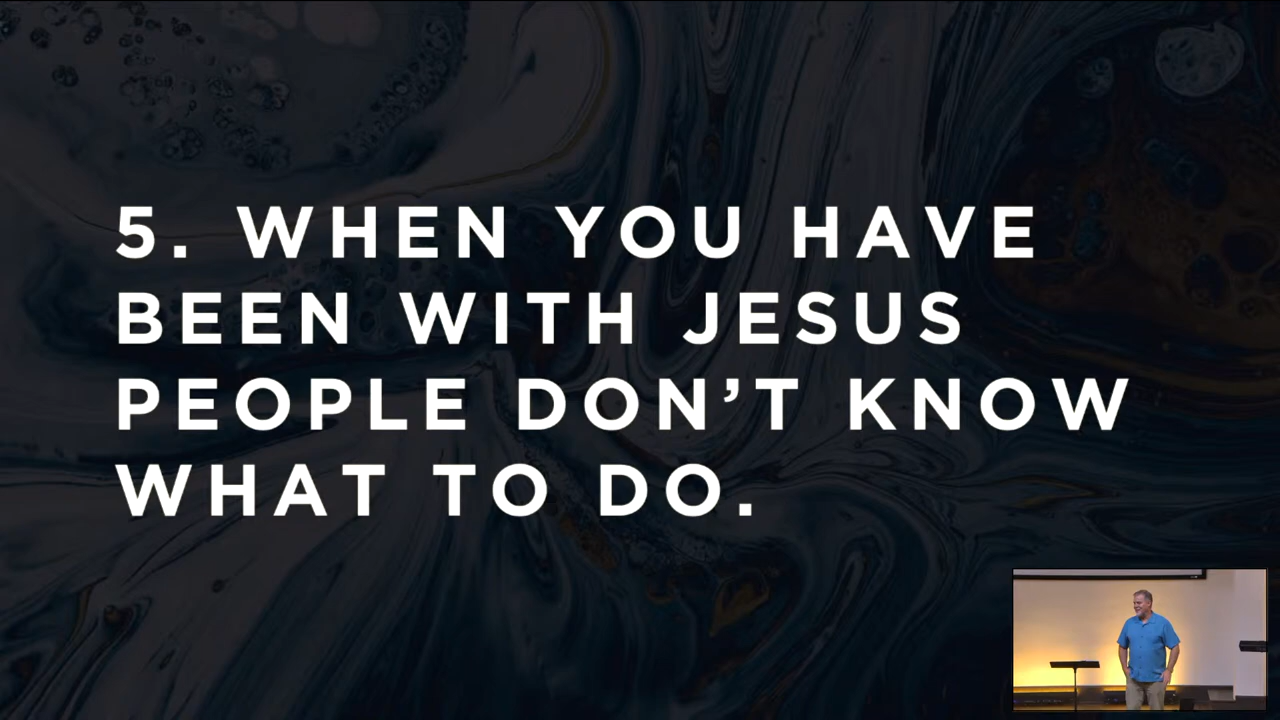 5. WHEN YOU HAVE
BEEN WITH JESUS
PEOPLE DON’T KNOW
WHAT TO DO.